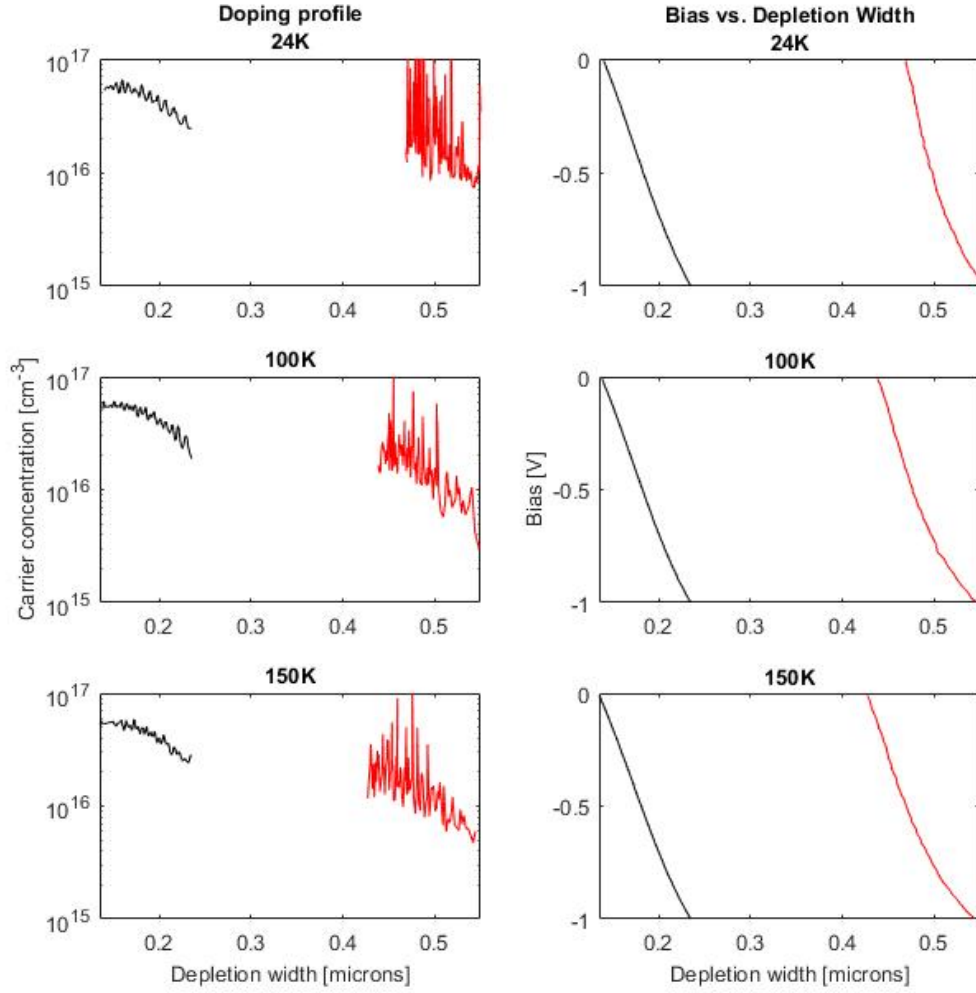 Doping profile
24K
10^17
10^16
10^15
0.2 0.3 0.4 0.5
Bias vs. Depletion Width
24K
0
-0.5
-1
0.2 0.3 0.4 0.5
100K
10^17
10^16
10^15
0.2 0.3 0.4 0.5
Carrier concentration [cm^-3]
100K
0
-0.5
-1
0.2 0.3 0.4 0.5
Bias [V]
150K
10^17
10^16
10^15
0.2 0.3 0.4 0.5
Depletion width [microns]
150K
0
-0.5
-1
0.2 0.3 0.4 0.5
Depletion width [microns]